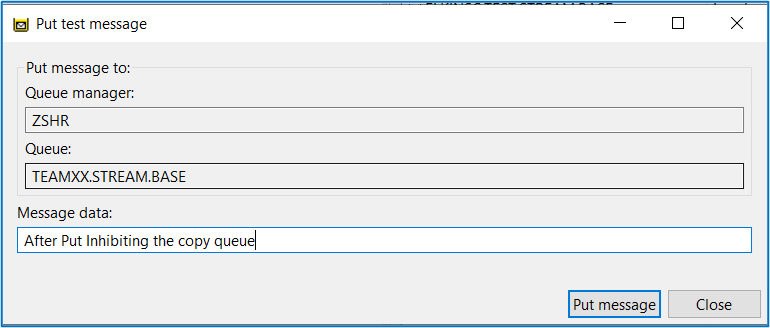 Put test message
Put message to:
Queue manager:
ZSHR
Queue:
TEAMXX.STREAM.BASE
Message data:
After Put Inhibiting the copy queue
Put message
Close